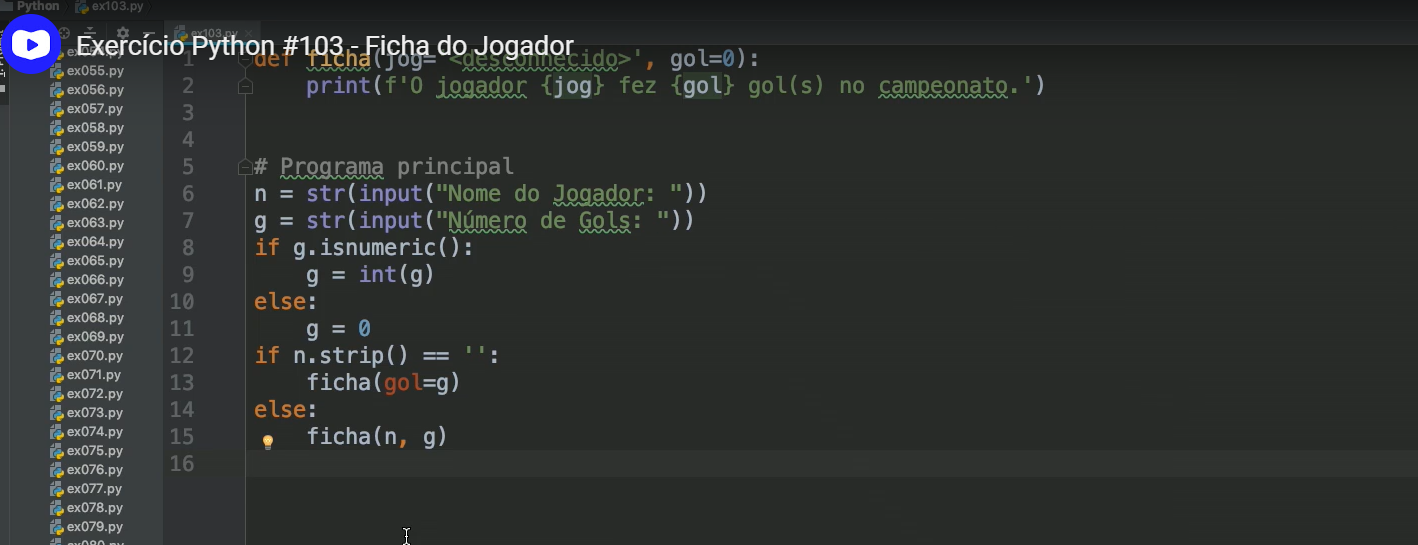 Python ex103.py
Exercício Python #103 - Ficha do Jogador
ex103.py
ex055.py
ex056.py
ex057.py
ex058.py
ex059.py
ex060.py
ex061.py
ex062.py
ex063.py
ex064.py
ex065.py
ex066.py
ex067.py
ex068.py
ex069.py
ex070.py
ex071.py
ex072.py
ex073.py
ex074.py
ex075.py
ex076.py
ex077.py
ex078.py
ex079.py
1 def ficha(jog='<desconhecido>', gol=0):
2 print(f'O jogador {jog} fez {gol} gol(s) no campeonato.')
3
4
5 # Programa principal
6 n = str(input("Nome do Jogador: "))
7 g = str(input("Número de Gols: "))
8 if g.isnumeric():
9 g = int(g)
10 else:
11 g = 0
12 if n.strip() == '':
13 ficha(gol=g)
14 else:
15 ficha(n, g)
16